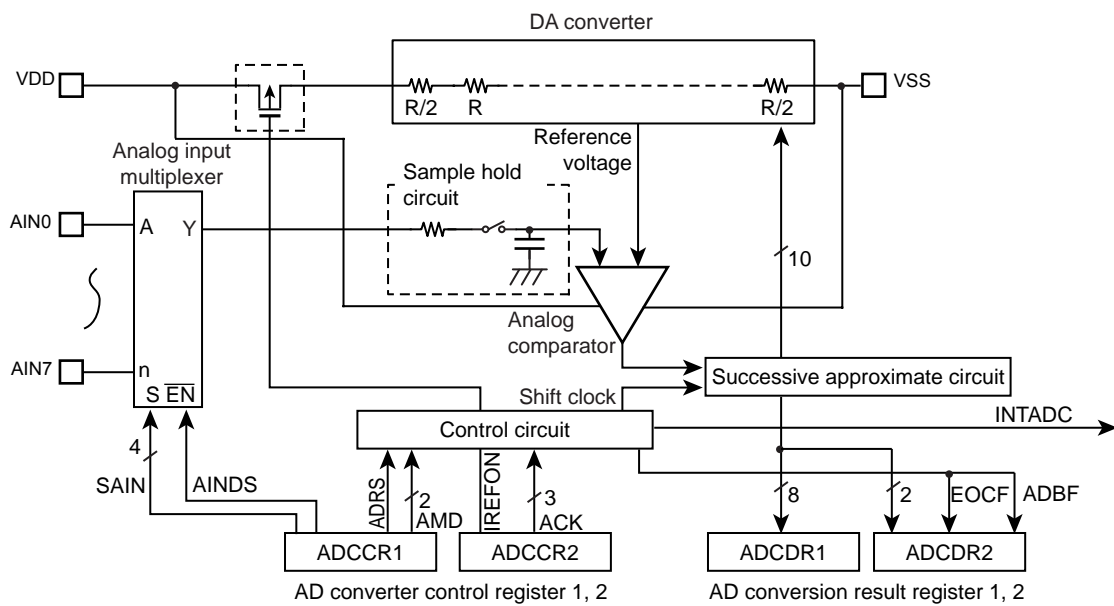 DA converter
VDD
VSS
R/2
R
R/2
Reference
voltage
Analog input
multiplexer
Sample hold
circuit
AIN0
A
Y
10
Analog
comparator
AIN7
n
S EN
Successive approximate circuit
Shift clock
INTADC
Control circuit
4
SAIN
AINDS
ADRS
2
AMD
IREFON
3
ACK
8
2
EOCF
ADBF
ADCCR1
ADCCR2
ADCDR1
ADCDR2
AD converter control register 1, 2
AD conversion result register 1, 2